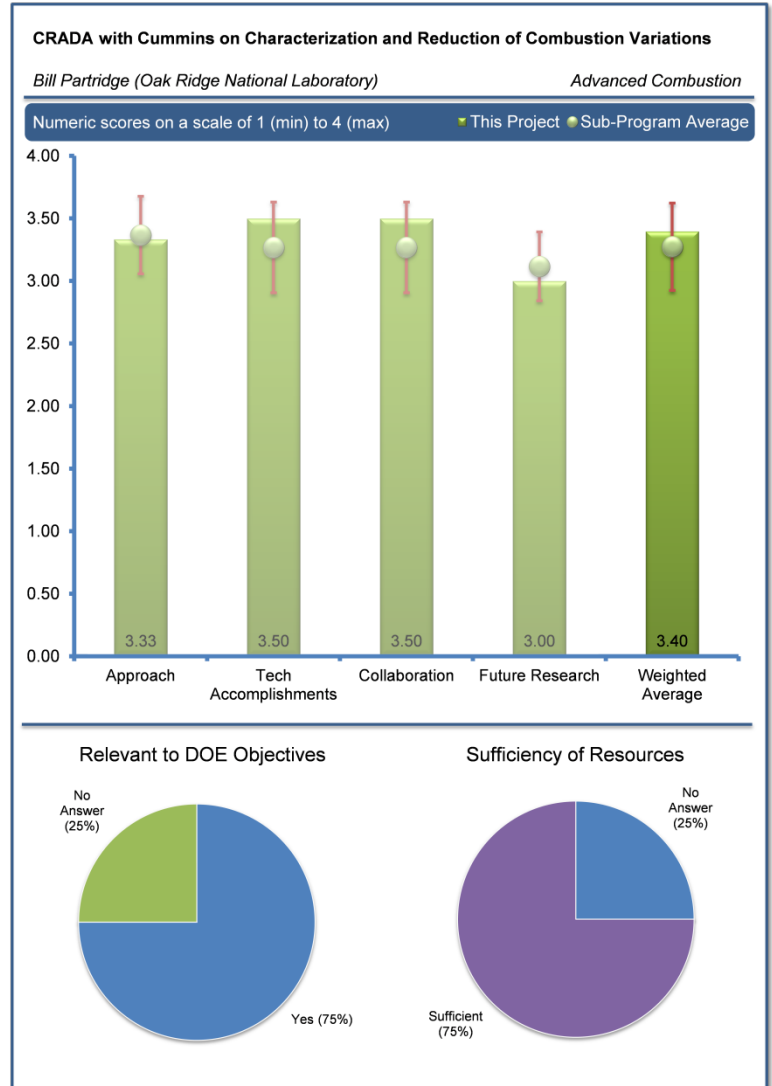 CRADA with Cummins on Characterization and Reduction of Combustion Variations
Bill Partridge (Oak Ridge National Laboratory) Advanced Combustion
Numeric scores on a scale of 1 (min) to 4 (max) This Project Sub-Program Average
4.00
3.50
3.00
2.50
2.00
1.50
1.00
0.50
0.00
3.33 3.50 3.50 3.00 3.40
Approach Tech Accomplishments Collaboration Future Research Weighted Average
Relevant to DOE Objectives
No
Answer
(25%)
Yes (75%)
Sufficiency of Resources
No
Answer
(25%)
Sufficient
(75%)